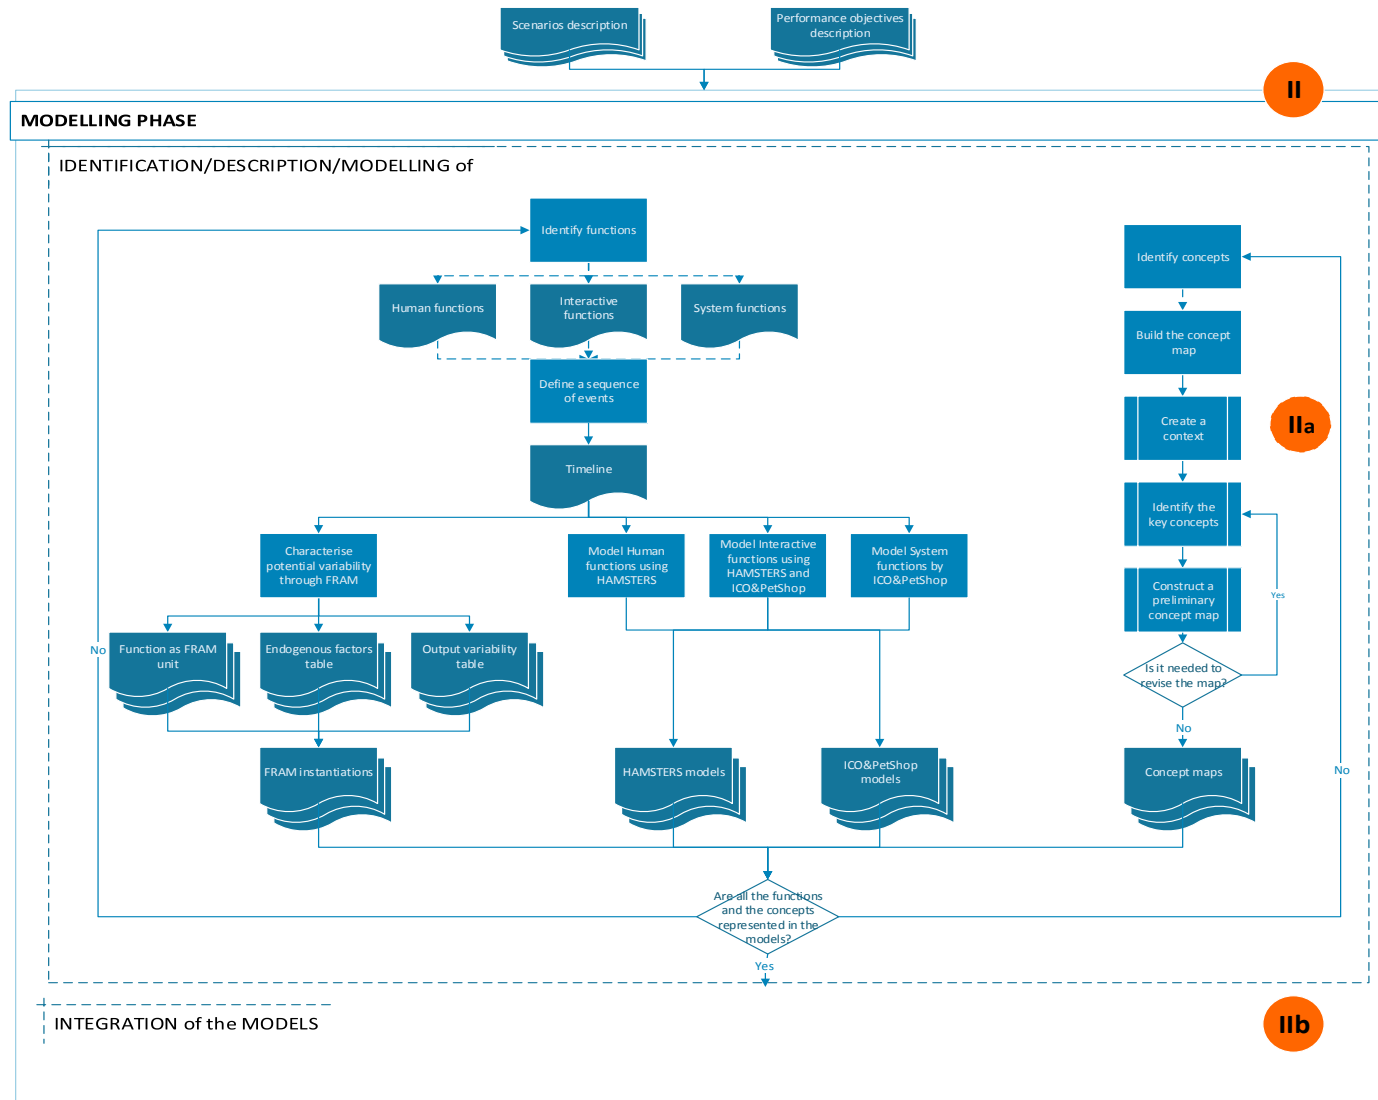 Scenarios description
Performance objectives
description
II
MODELLING PHASE
IDENTIFICATION/DESCRIPTION/MODELLING of
Identify functions
Human functions
Interactive
functions
System functions
Define a sequence
of events
Timeline
Characterise
potential variability
through FRAM
Model Human
functions using
HAMSTERS
Model Interactive
functions using
HAMSTERS and
ICO&PetShop
Model System
functions by
ICO&PetShop
Function as FRAM
unit
Endogenous factors
table
Output variability
table
No
FRAM instantiations
HAMSTERS models
ICO&PetShop
models
Identify concepts
Build the concept
map
Create a
context
IIa
Identify the
key concepts
Construct a
preliminary
concept map
Yes
Is it needed to
revise the map?
No
Concept maps
No
Are all the functions
and the concepts
represented in the
models?
Yes
INTEGRATION of the MODELS
IIb